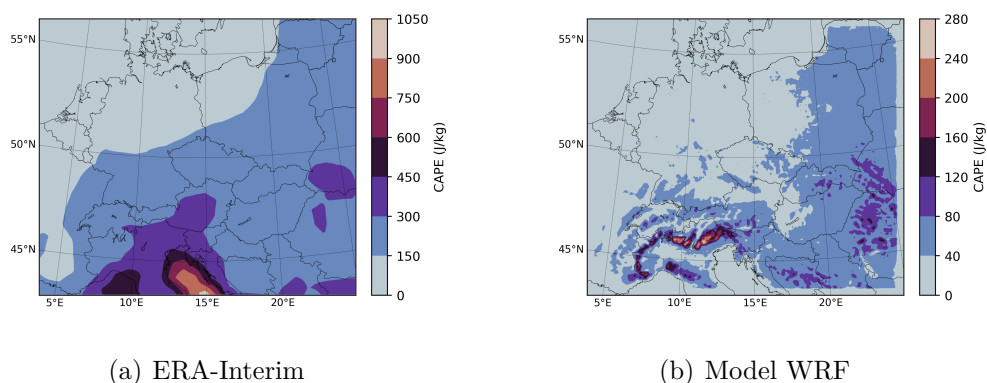 55°N
50°N
45°N
5°E 10°E 15°E 20°E
1050
900
750
600
450
300
150
0
CAPE (J/kg)
55°N
50°N
45°N
5°E 10°E 15°E 20°E
280
240
200
160
120
80
40
0
CAPE (J/kg)
(a) ERA-Interim
(b) Model WRF